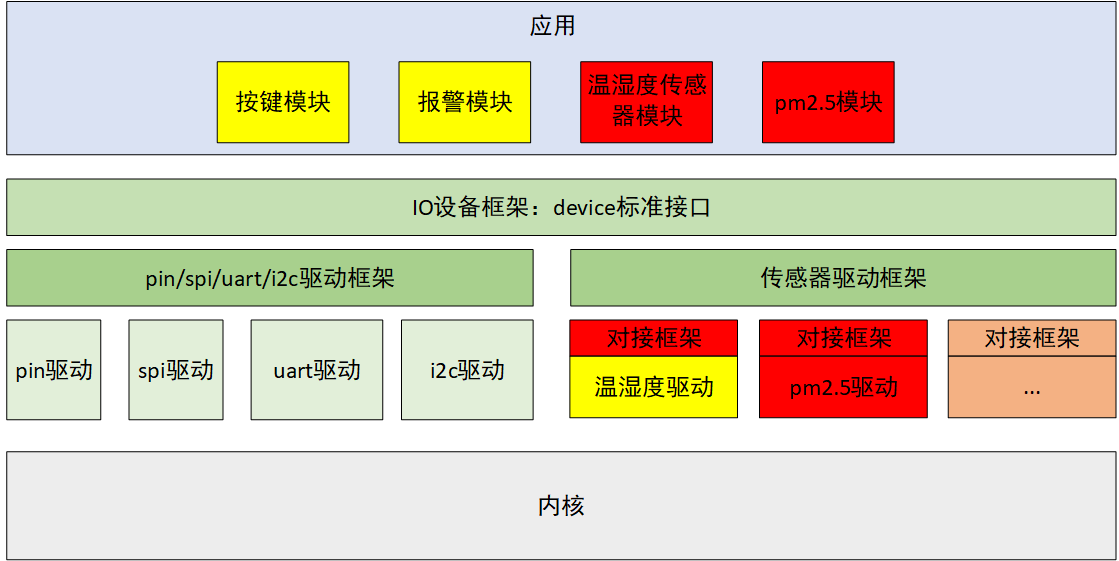 应用
按键模块
报警模块
温湿度传感
器模块
pm2.5模块
IO设备框架：device标准接口
pin/spi/uart/i2c驱动框架
传感器驱动框架
pin驱动
spi驱动
uart驱动
i2c驱动
对接框架
温湿度驱动
对接框架
pm2.5驱动
对接框架
...
内核